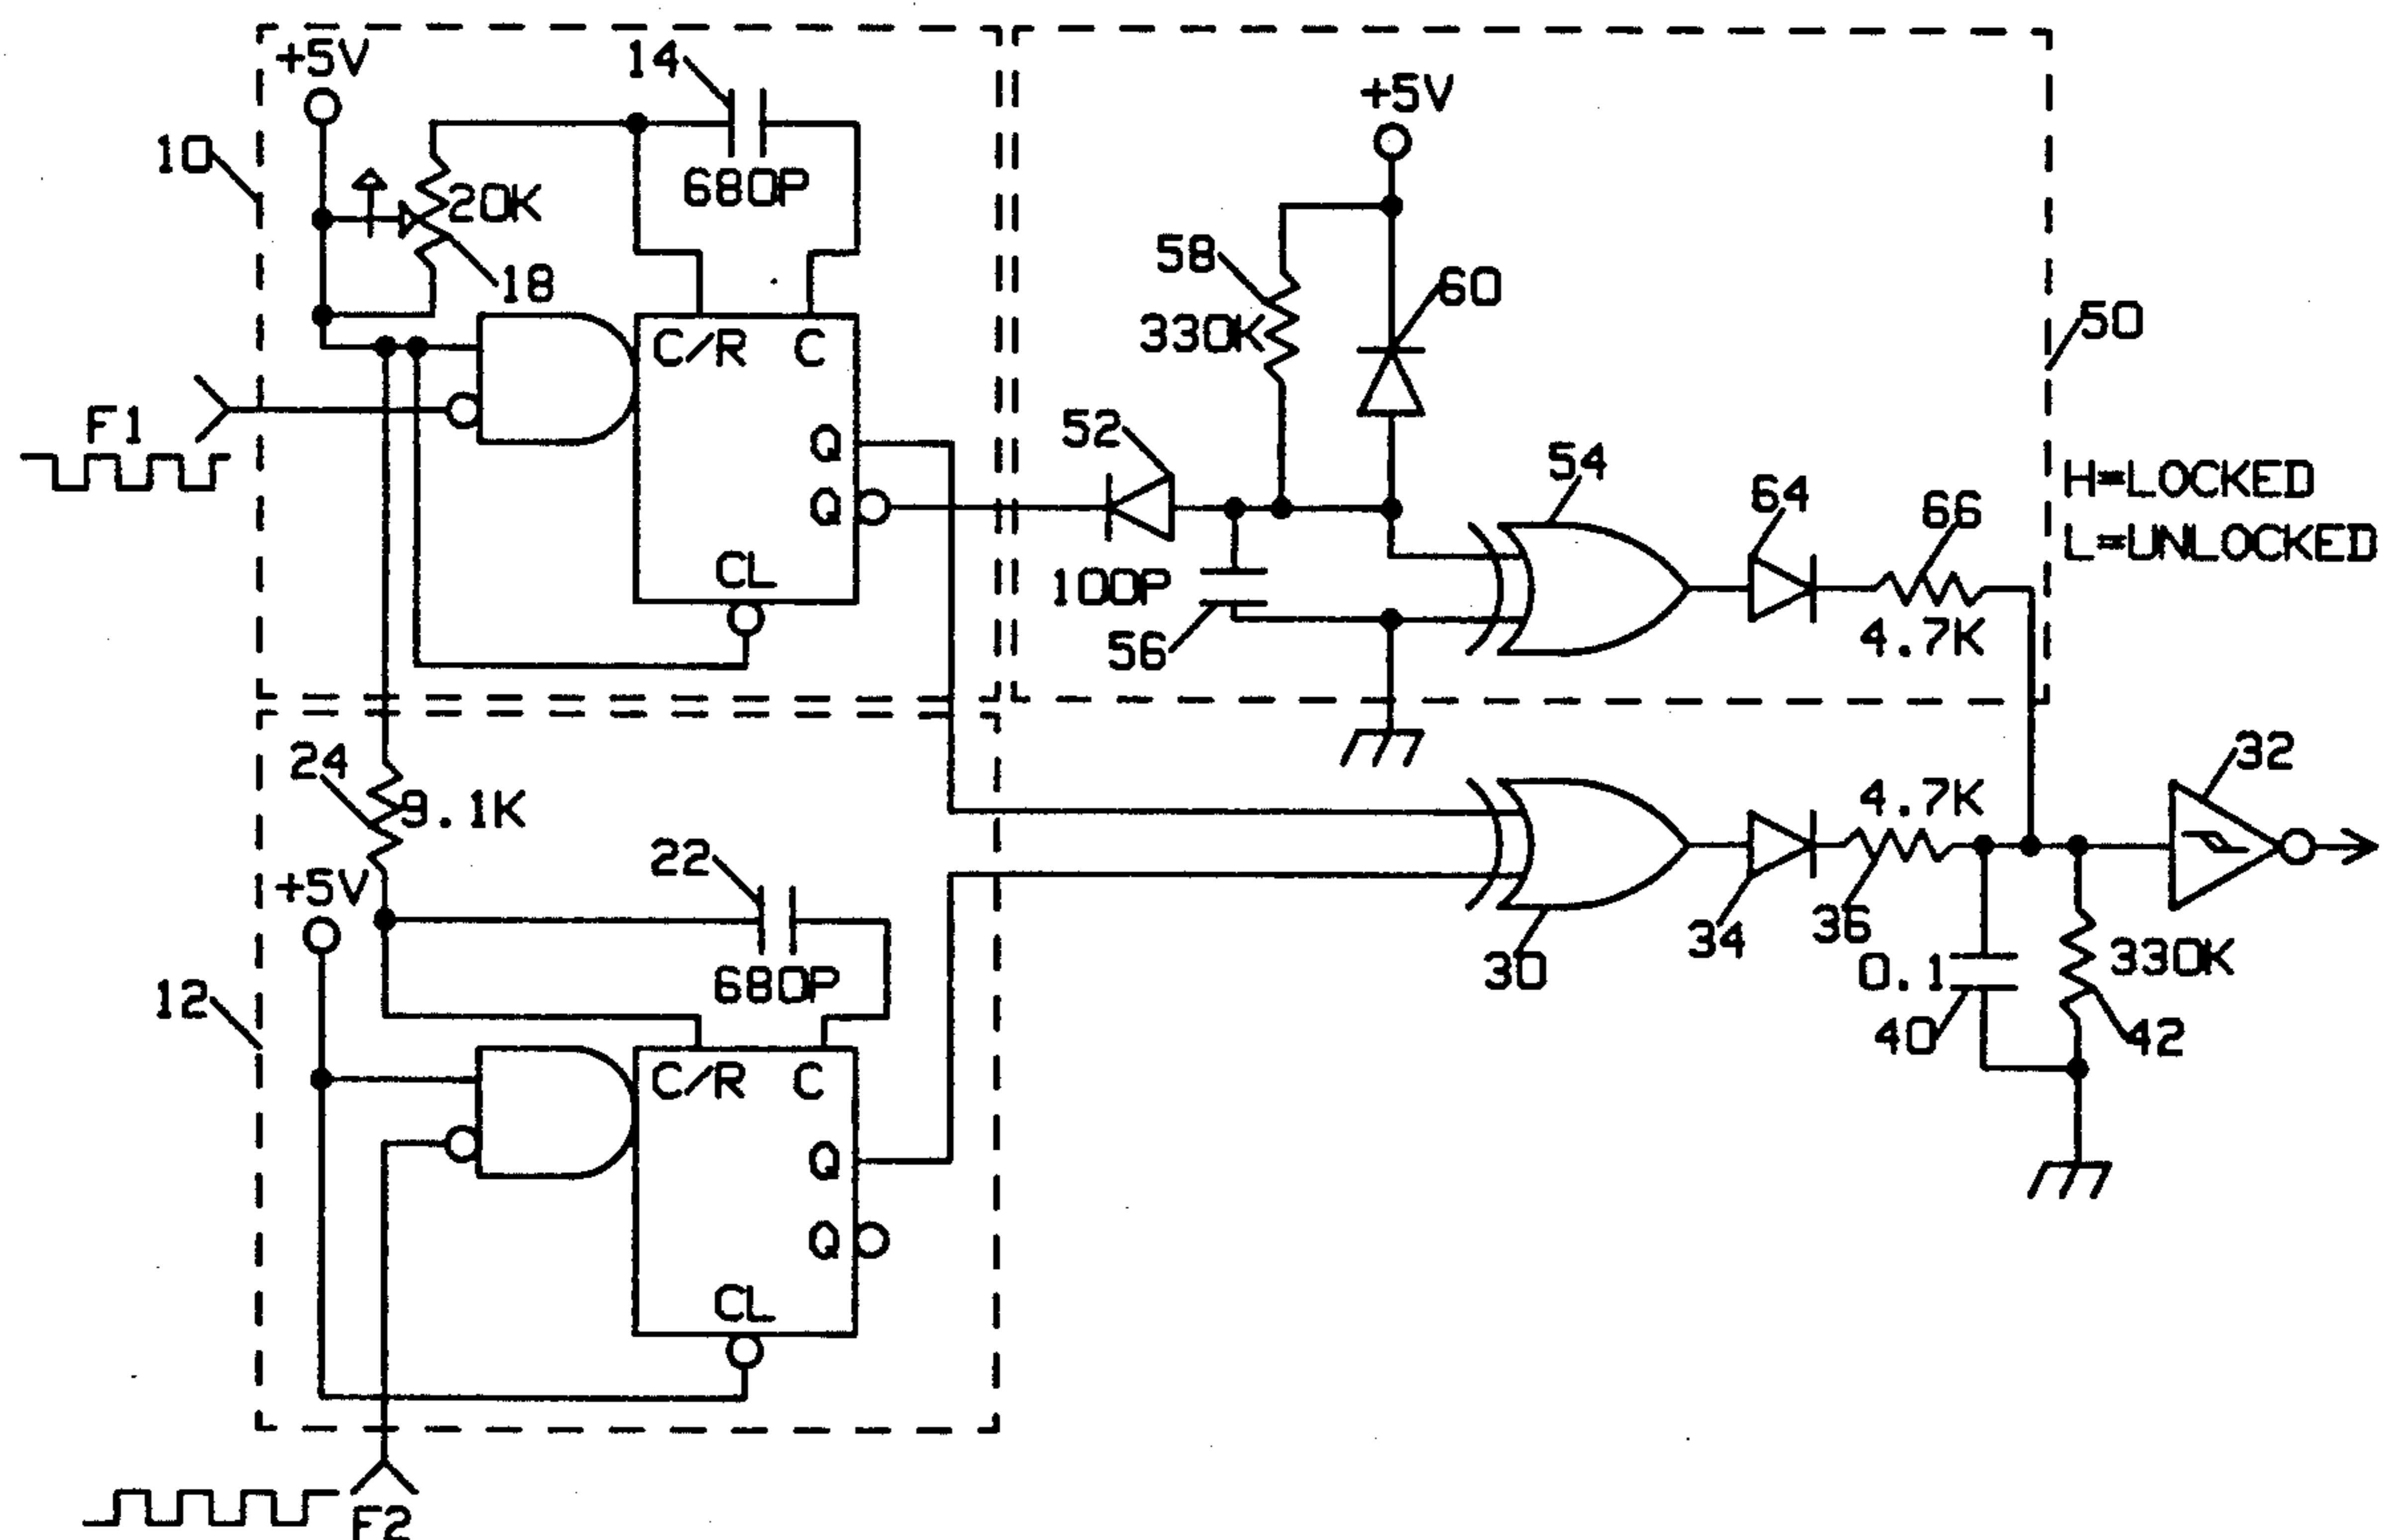 +5V
14
10
680P
20K
18
C/R
C
F1
Q
Q
CL
+5V
58
60
330K
50
52
54
64
66
100P
56
4.7K
H=LOCKED
L=UNLOCKED
24
9.1K
+5V
22
680P
12
C/R
C
Q
Q
CL
F2
4.7K
32
30
34
36
0.1
330K
40
42